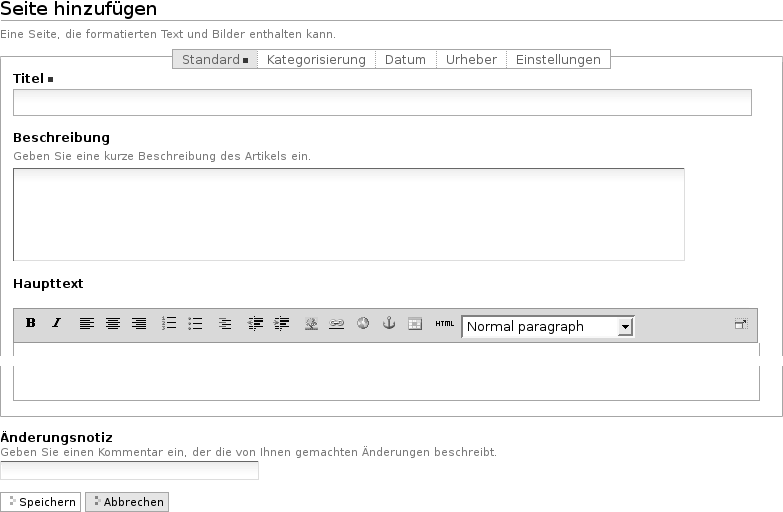 Seite hinzufügen
Eine Seite, die formatierten Text und Bilder enthalten kann.
Standard Kategorisierung Datum Urheber Einstellungen
Titel
Beschreibung
Geben Sie eine kurze Beschreibung des Artikels ein.
Haupttext
B I HTML Normal paragraph
Änderungsnotiz
Geben Sie einen Kommentar ein, der die von Ihnen gemachten Änderungen beschreibt.
Speichern Abbrechen